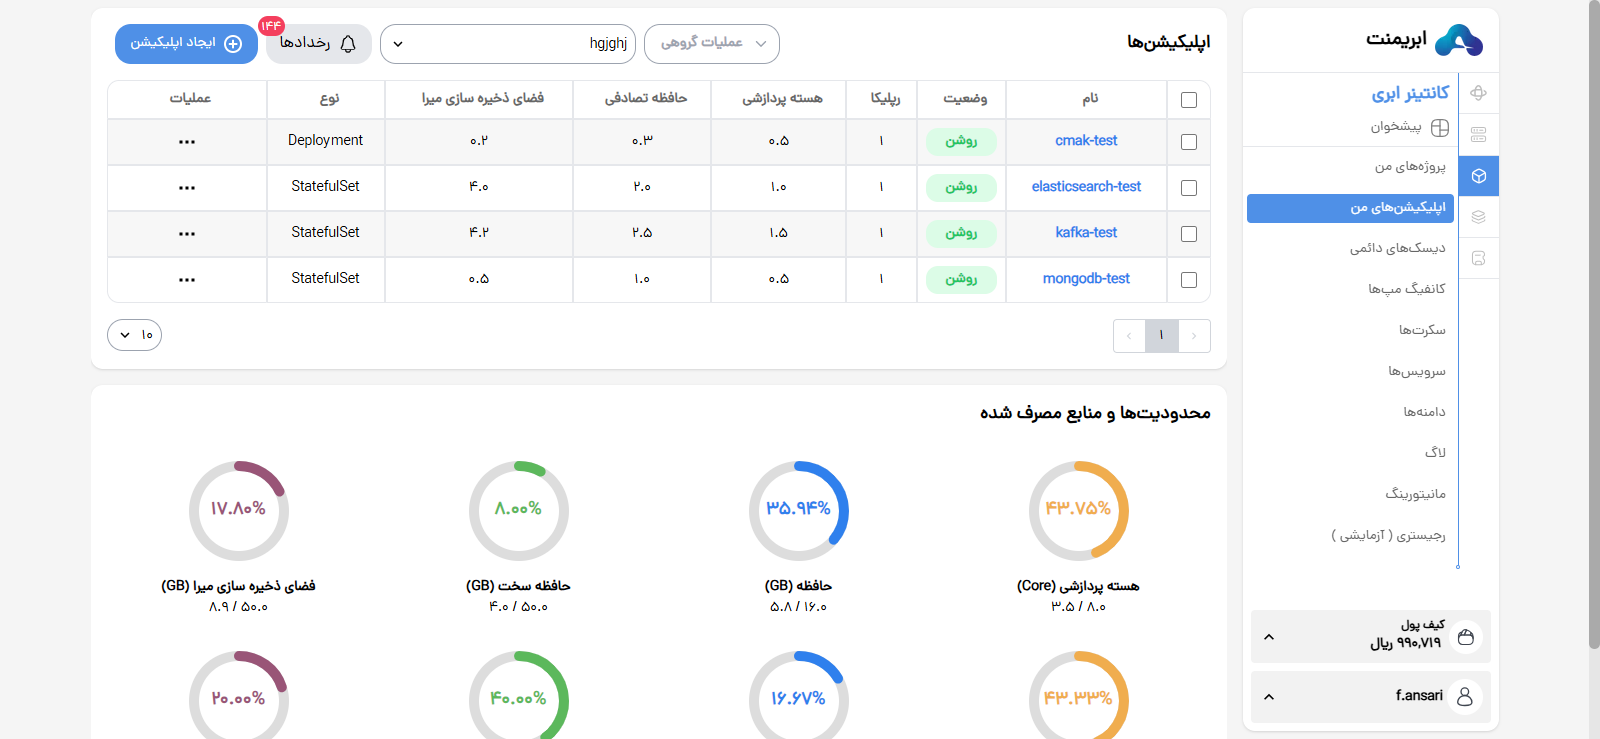 ابریمنت
کانتینر ابری
پیشخوان
پروژه‌های من
اپلیکیشن‌های من
دیسک‌های دائمی
کانفیگ مپ‌ها
سکرت‌ها
سرویس‌ها
دامنه‌ها
لاگ
مانیتورینگ
رجیستری ( آزمایشی )
کیف پول
۹۹۰,۷۱۹ ریال
f.ansari
اپلیکیشن‌ها
عملیات گروهی
hgjghj
رخدادها
۱۴۴
ایجاد اپلیکیشن
نام وضعیت رپلیکا هسته پردازشی حافظه تصادفی فضای ذخیره سازی میرا نوع عملیات
cmak-test روشن ۱ ۰.۵ ۰.۳ ۰.۲ Deployment
elasticsearch-test روشن ۱ ۱.۰ ۲.۰ ۴.۰ StatefulSet
kafka-test روشن ۱ ۱.۵ ۲.۵ ۴.۲ StatefulSet
mongodb-test روشن ۱ ۰.۵ ۱.۰ ۰.۵ StatefulSet
۱
۱۰
محدودیت‌ها و منابع مصرف شده
۴۳.۷۵%
هسته پردازشی (Core)
۳.۵ / ۸.۰
۳۵.۹۴%
حافظه (GB)
۵.۸ / ۱۶.۰
۸.۰۰%
حافظه سخت (GB)
۴.۰ / ۵۰.۰
۱۷.۸۰%
فضای ذخیره سازی میرا (GB)
۸.۹ / ۵۰.۰
۴۳.۳۳%
۱۶.۶۷%
۴۰.۰۰%
۲۰.۰۰%